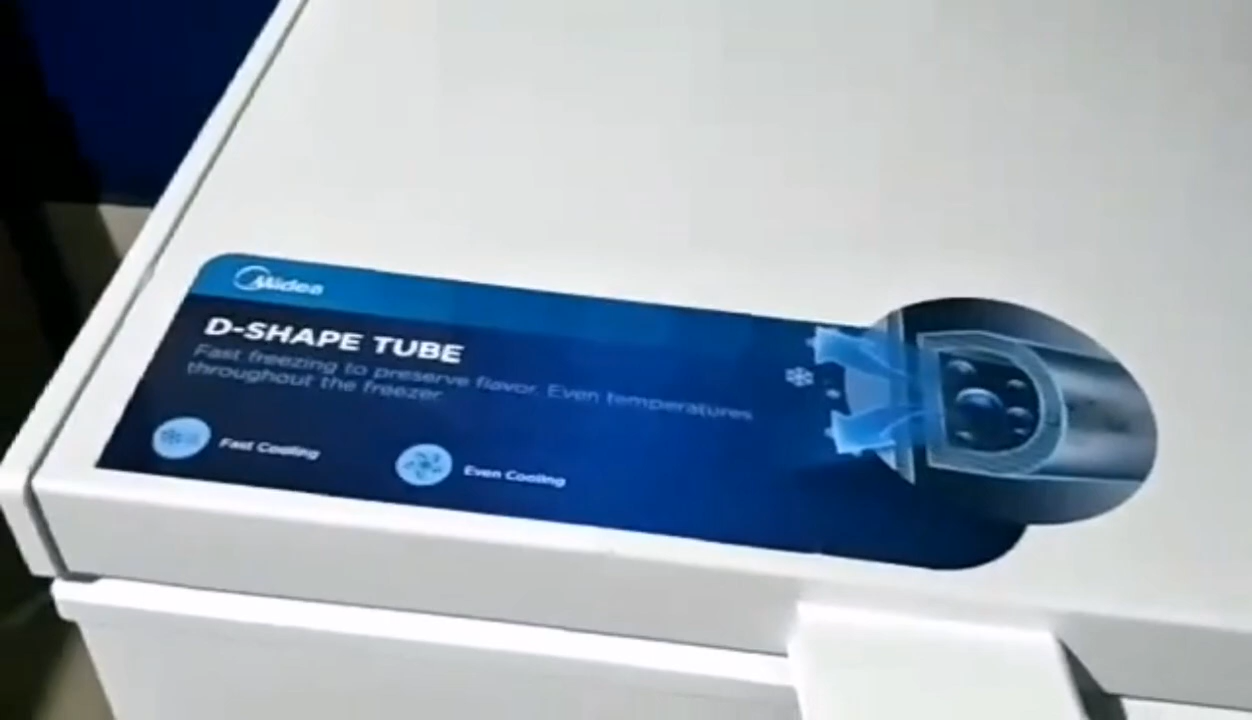 Midea
D-SHAPE TUBE
Fast freezing to preserve flavor. Even temperatures
throughout the freezer.
Fast Cooling
Even Cooling